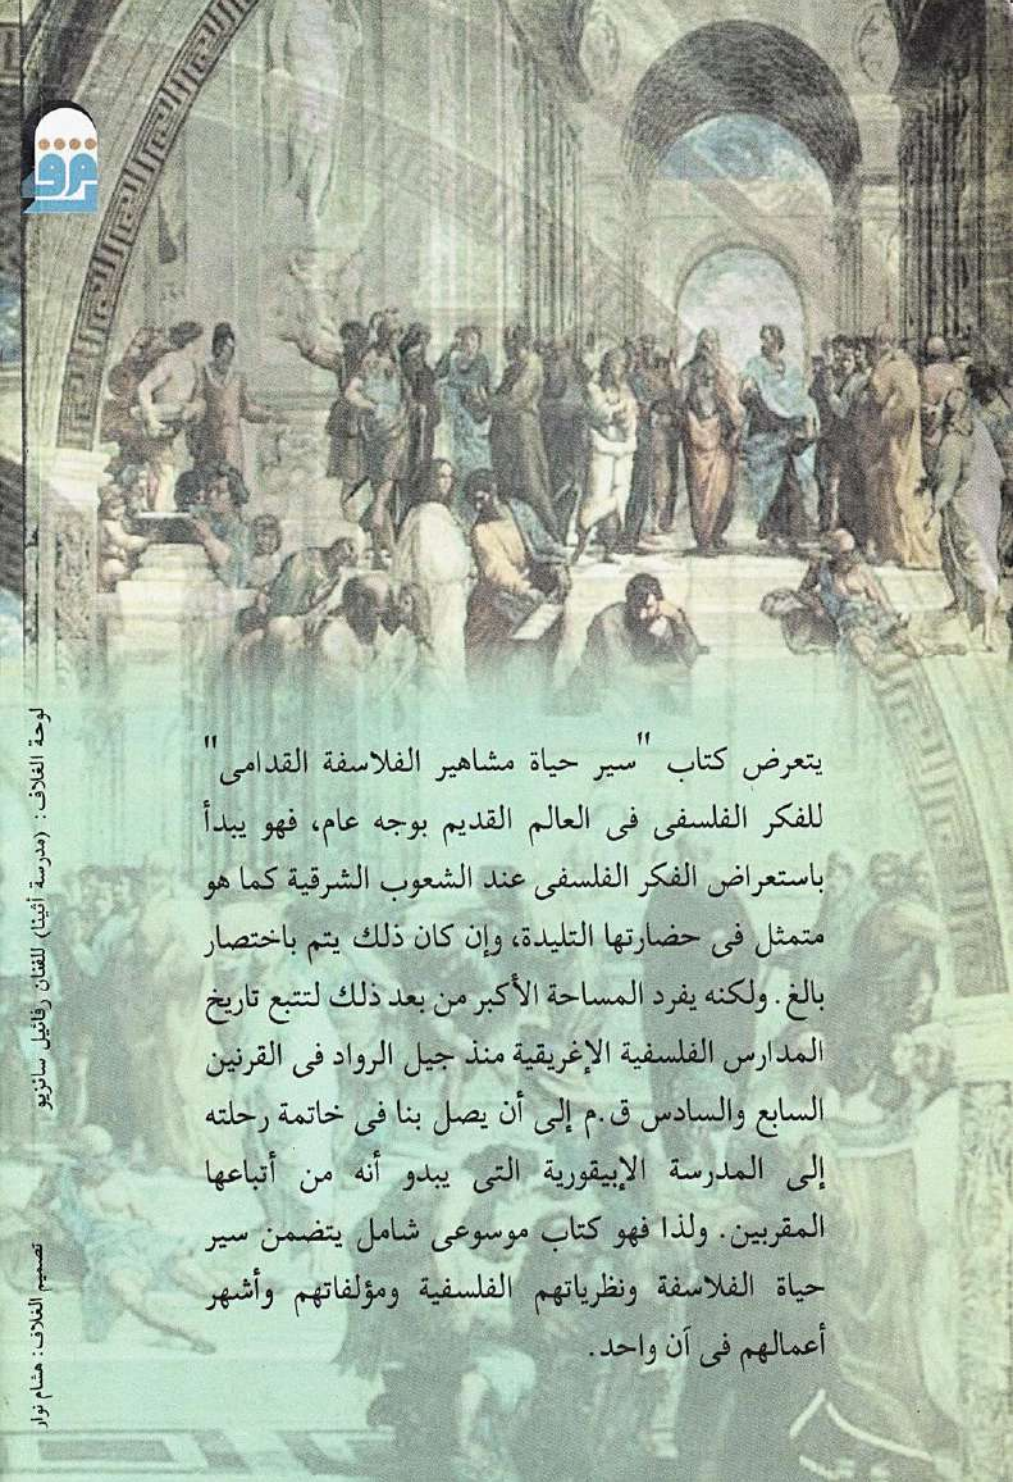 يتعرض كتاب "سير حياة مشاهير الفلاسفة القدامى"
للفكر الفلسفى فى العالم القديم بوجه عام، فهو يبدأ
باستعراض الفكر الفلسفى عند الشعوب الشرقية كما هو
متمثل فى حضارتها التليدة، وإن كان ذلك يتم باختصار
بالغ. ولكنه يفرد المساحة الأكبر من بعد ذلك لتتبع تاريخ
المدارس الفلسفية الإغريقية منذ جيل الرواد فى القرنين
السابع والسادس ق.م إلى أن يصل بنا فى خاتمة رحلته
إلى المدرسة الإبيقورية التى يبدو أنه من أتباعها
المقربين. ولذا فهو كتاب موسوعى شامل يتضمن سير
حياة الفلاسفة ونظرياتهم الفلسفية ومؤلفاتهم وأشهر
أعمالهم فى آن واحد.
لوحة الغلاف: (مدرسة أثينا) للفنان رفائيل سانزيو
تصميم الغلاف: هشام نوار